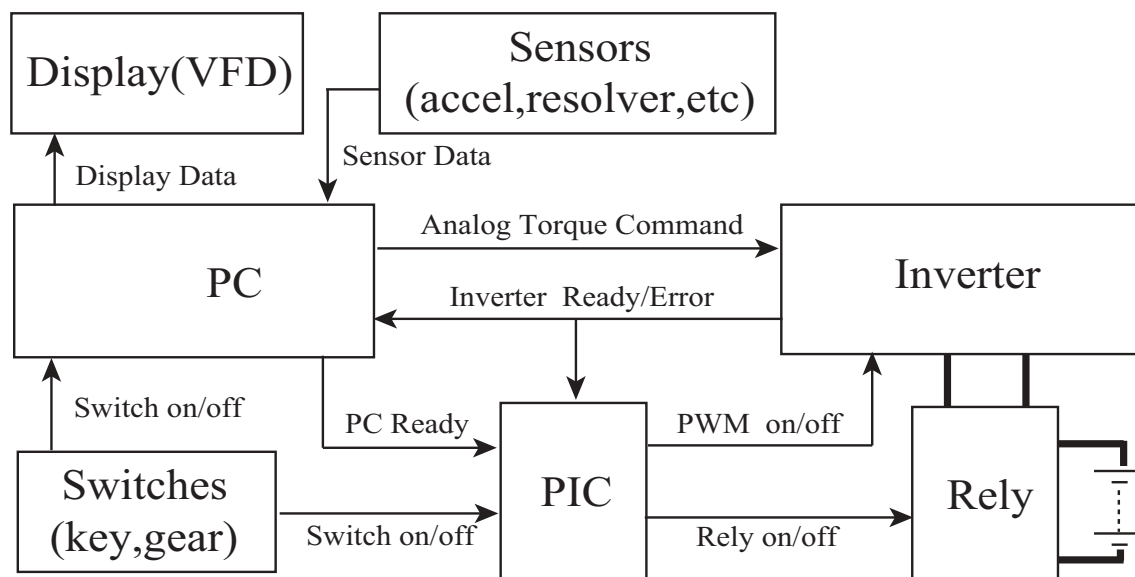 Display(VFD)
Sensors
(accel,resolver,etc)
Sensor Data
Display Data
Analog Torque Command
PC
Inverter
Inverter Ready/Error
Switch on/off
PC Ready
PWM on/off
Switches
(key,gear)
PIC
Rely
Switch on/off
Rely on/off